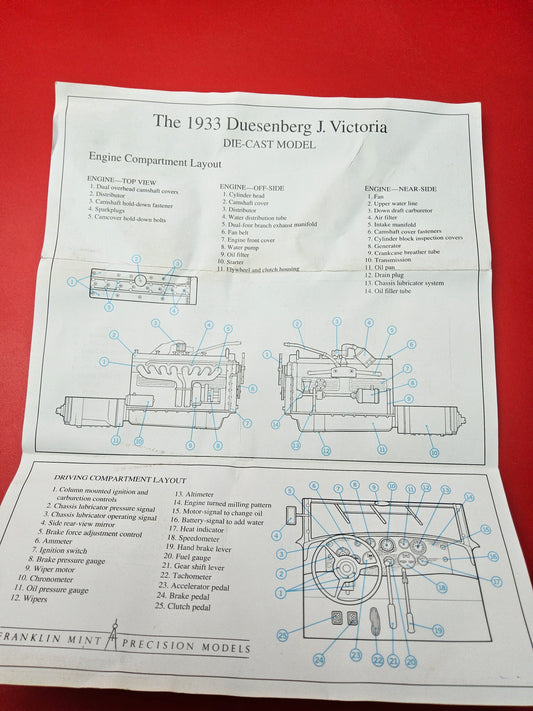 The 1933 Duesenberg J. Victoria
DIE-CAST MODEL
Engine Compartment Layout
ENGINE—TOP VIEW
1. Dual overhead camshaft covers
2. Distributor
3. Camshaft hold-down fastener
4. Sparkplugs
5. Camcover hold-down bolts
ENGINE—OFF-SIDE
1. Cylinder head
2. Camshaft cover
3. Distributor
4. Water distribution tube
5. Dual-four branch exhaust manifold
6. Fan belt
7. Engine front cover
8. Water pump
9. Oil filter
10. Starter
11. Flywheel and clutch housing
ENGINE—NEAR-SIDE
1. Fan
2. Upper water line
3. Down draft carburetor
4. Air filter
5. Intake manifold
6. Camshaft cover fasteners
7. Cylinder block inspection covers
8. Generator
9. Crankcase breather tube
10. Transmission
11. Oil pan
12. Drain plug
13. Chassis lubricator system
14. Oil filler tube
DRIVING COMPARTMENT LAYOUT
1. Column mounted ignition and
carburetion controls
2. Chassis lubricator pressure signal
3. Chassis lubricator operating signal
4. Side rear-view mirror
5. Brake force adjustment control
6. Ammeter
7. Ignition switch
8. Brake pressure gauge
9. Wiper motor
10. Chronometer
11. Oil pressure gauge
12. Wipers
13. Altimeter
14. Engine turned milling pattern
15. Motor-signal to change oil
16. Battery-signal to add water
17. Heat indicator
18. Speedometer
19. Hand brake lever
20. Fuel gauge
21. Gear shift lever
22. Tachometer
23. Accelerator pedal
24. Brake pedal
25. Clutch pedal
FRANKLIN MINT PRECISION MODELS